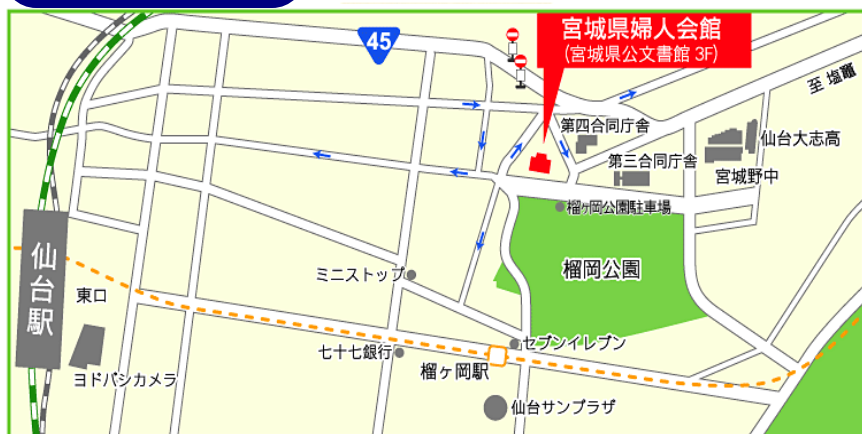 45
宮城県婦人会館
(宮城県公文書館 3F)
至 塩竈
第四合同庁舎
仙台大志高
第三合同庁舎
宮城野中
榴ヶ岡公園駐車場
仙台駅
榴岡公園
ミニストップ
東口
セブンイレブン
七十七銀行
榴ヶ岡駅
ヨドバシカメラ
仙台サンプラザ